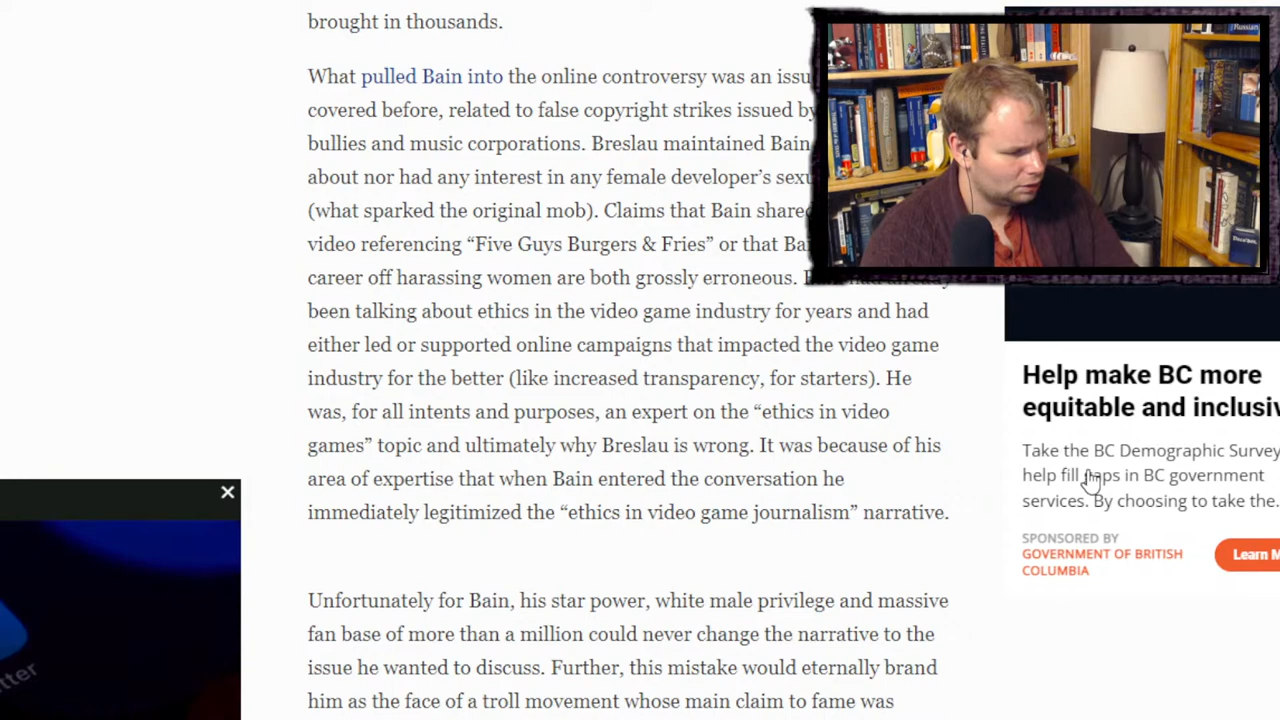 brought in thousands.
What pulled Bain into the online controversy was an issu
covered before, related to false copyright strikes issued by
bullies and music corporations. Breslau maintained Bain
about nor had any interest in any female developer's sexu
(what sparked the original mob). Claims that Bain share
video referencing “Five Guys Burgers & Fries” or that Bai
career off harassing women are both grossly erroneous.
been talking about ethics in the video game industry for years and had
either led or supported online campaigns that impacted the video game
industry for the better (like increased transparency, for starters). He
was, for all intents and purposes, an expert on the “ethics in video
games” topic and ultimately why Breslau is wrong. It was because of his
area of expertise that when Bain entered the conversation he
immediately legitimized the “ethics in video game journalism” narrative.
Unfortunately for Bain, his star power, white male privilege and massive
fan base of more than a million could never change the narrative to the
issue he wanted to discuss. Further, this mistake would eternally brand
him as the face of a troll movement whose main claim to fame was
Help make BC more
equitable and inclusiv
Take the BC Demographic Survey
help fill gaps in BC government
services. By choosing to take the...
SPONSORED BY
GOVERNMENT OF BRITISH
COLUMBIA
Learn M
tter